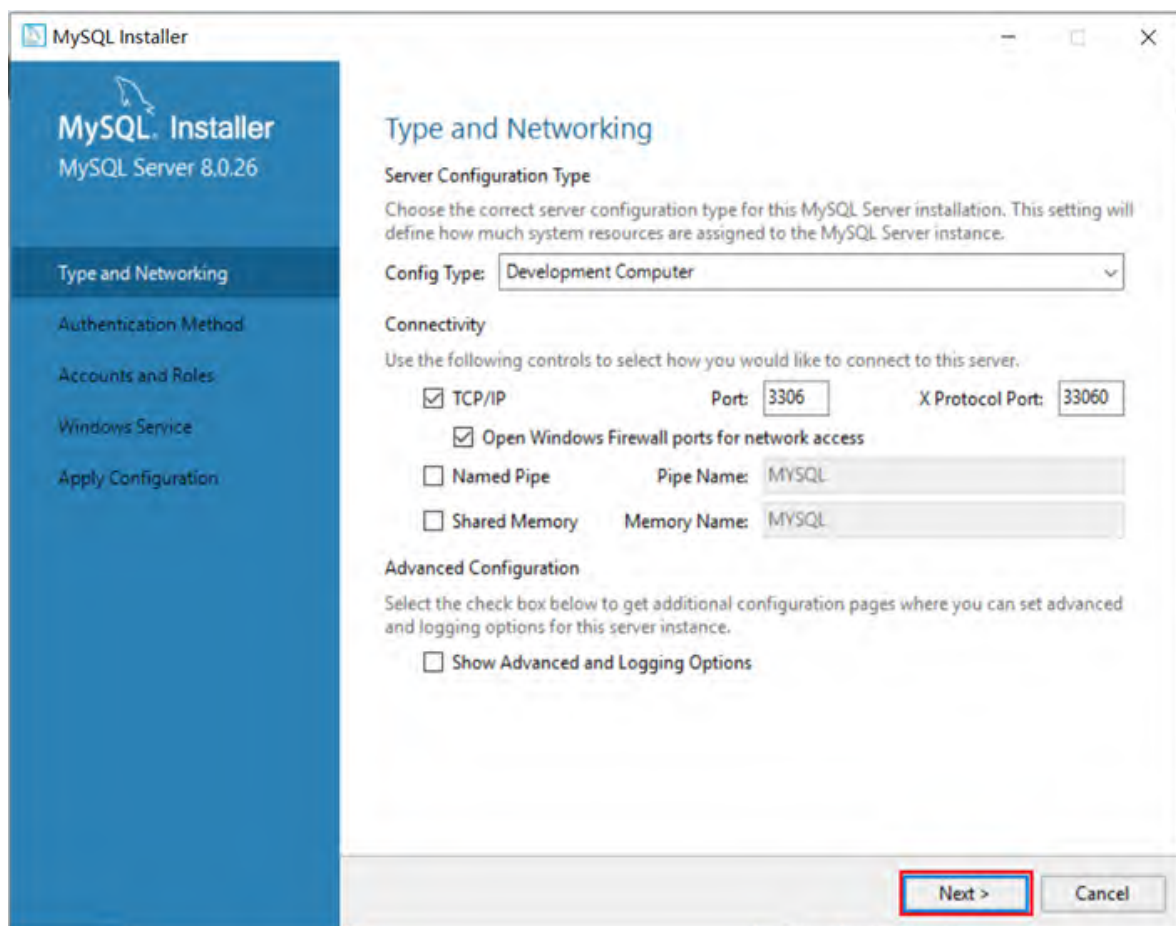 MySQL Installer
MySQL. Installer
MySQL Server 8.0.26
Type and Networking
Authentication Method
Accounts and Roles
Windows Service
Apply Configuration
Type and Networking
Server Configuration Type
Choose the correct server configuration type for this MySQL Server installation. This setting will
define how much system resources are assigned to the MySQL Server instance.
Config Type: Development Computer
Connectivity
Use the following controls to select how you would like to connect to this server.
TCP/IP Port: 3306 X Protocol Port: 33060
Open Windows Firewall ports for network access
Named Pipe Pipe Name: MYSQL
Shared Memory Memory Name: MYSQL
Advanced Configuration
Select the check box below to get additional configuration pages where you can set advanced
and logging options for this server instance.
Show Advanced and Logging Options
Next > Cancel